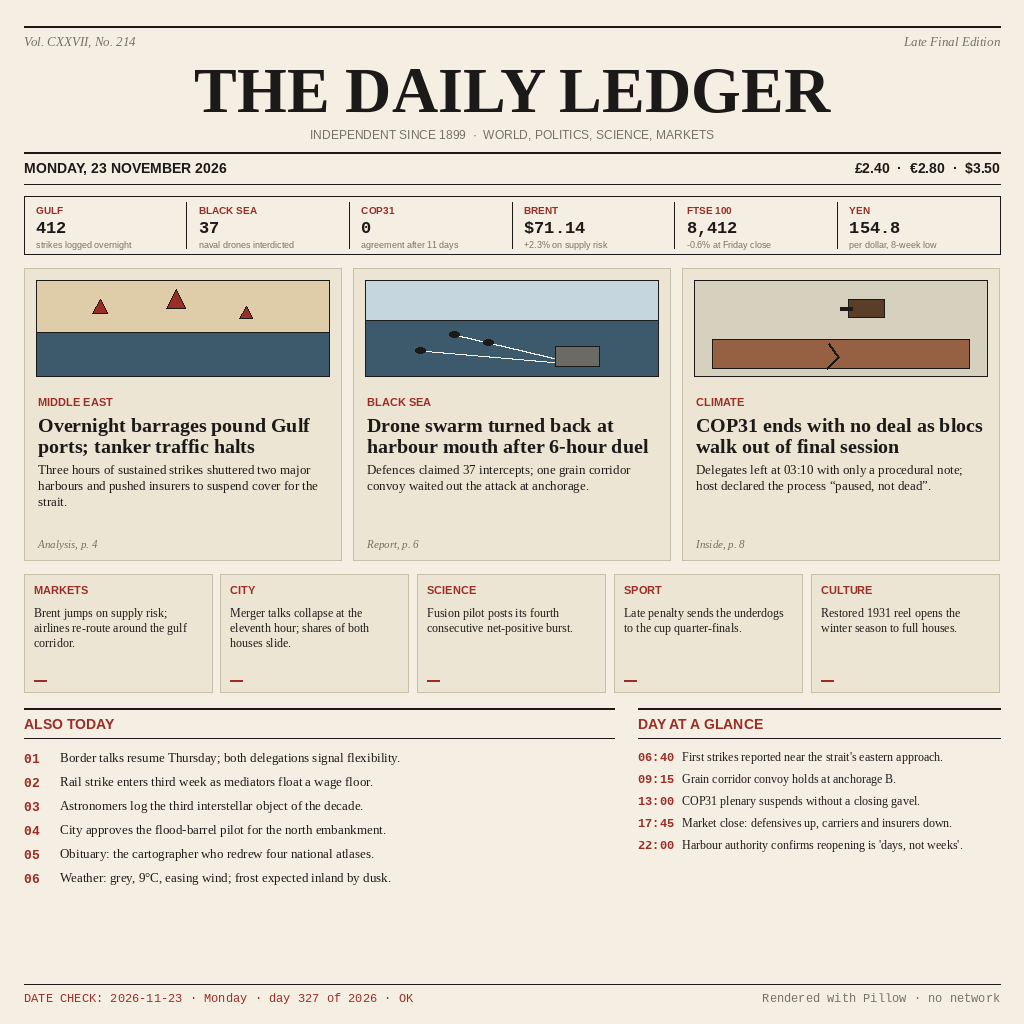 Vol. CXXVII, No. 214
Late Final Edition
THE DAILY LEDGER
INDEPENDENT SINCE 1899 · WORLD, POLITICS, SCIENCE, MARKETS
MONDAY, 23 NOVEMBER 2026
£2.40 · €2.80 · $3.50
GULF
412
strikes logged overnight
BLACK SEA
37
naval drones interdicted
COP31
0
agreement after 11 days
BRENT
$71.14
+2.3% on supply risk
FTSE 100
8,412
-0.6% at Friday close
YEN
154.8
per dollar, 8-week low
MIDDLE EAST
Overnight barrages pound Gulf
ports; tanker traffic halts
Three hours of sustained strikes shuttered two major
harbours and pushed insurers to suspend cover for the
strait.
Analysis, p. 4
BLACK SEA
Drone swarm turned back at
harbour mouth after 6-hour duel
Defences claimed 37 intercepts; one grain corridor
convoy waited out the attack at anchorage.
Report, p. 6
CLIMATE
COP31 ends with no deal as blocs
walk out of final session
Delegates left at 03:10 with only a procedural note;
host declared the process “paused, not dead”.
Inside, p. 8
MARKETS
Brent jumps on supply risk;
airlines re-route around the gulf
corridor.
CITY
Merger talks collapse at the
eleventh hour; shares of both
houses slide.
SCIENCE
Fusion pilot posts its fourth
consecutive net-positive burst.
SPORT
Late penalty sends the underdogs
to the cup quarter-finals.
CULTURE
Restored 1931 reel opens the
winter season to full houses.
ALSO TODAY
01 Border talks resume Thursday; both delegations signal flexibility.
02 Rail strike enters third week as mediators float a wage floor.
03 Astronomers log the third interstellar object of the decade.
04 City approves the flood-barrel pilot for the north embankment.
05 Obituary: the cartographer who redrew four national atlases.
06 Weather: grey, 9°C, easing wind; frost expected inland by dusk.
DAY AT A GLANCE
06:40 First strikes reported near the strait's eastern approach.
09:15 Grain corridor convoy holds at anchorage B.
13:00 COP31 plenary suspends without a closing gavel.
17:45 Market close: defensives up, carriers and insurers down.
22:00 Harbour authority confirms reopening is 'days, not weeks'.
DATE CHECK: 2026-11-23 · Monday · day 327 of 2026 · OK
Rendered with Pillow · no network